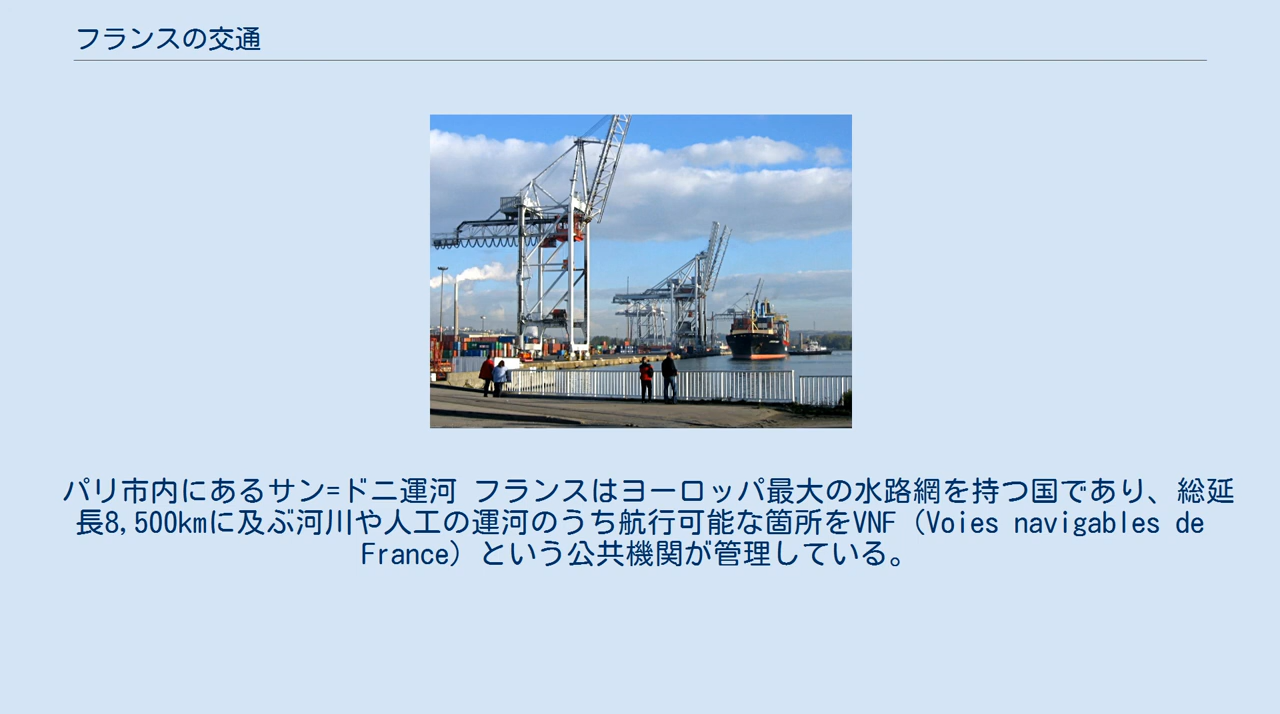 フランスの交通
パリ市内にあるサン=ドニ運河 フランスはヨーロッパ最大の水路網を持つ国であり、総延
長8,500kmに及ぶ河川や人工の運河のうち航行可能な箇所をVNF（Voies navigables de
France）という公共機関が管理している。